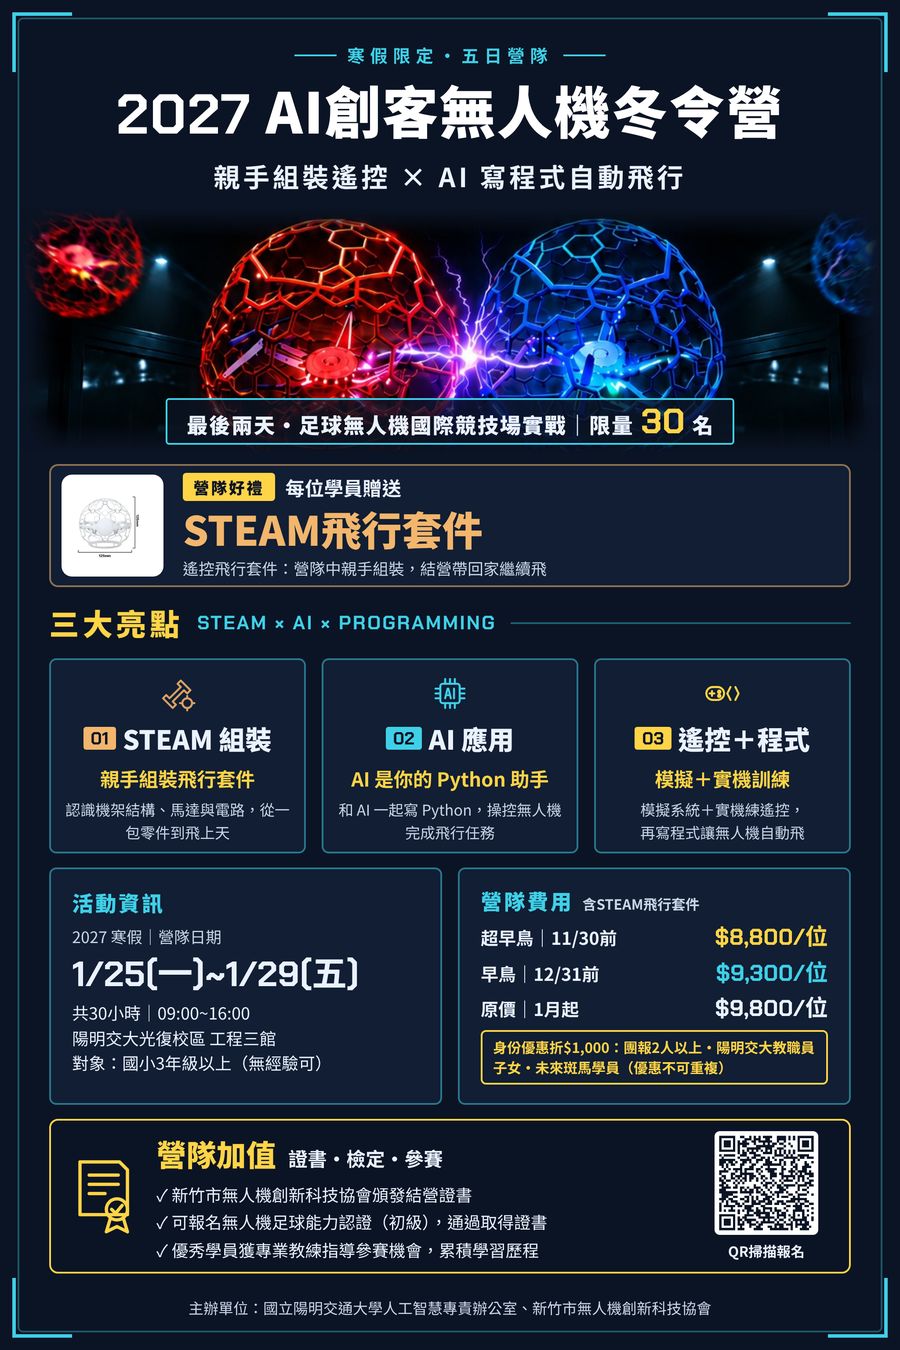 寒假限定・五日營隊
2027 AI創客無人機冬令營
親手組裝遙控 × AI 寫程式自動飛行
最後兩天・足球無人機國際競技場實戰｜限量 30 名
營隊好禮 每位學員贈送
STEAM飛行套件
遙控飛行套件：營隊中親手組裝，結營帶回家繼續飛
三大亮點 STEAM × AI × PROGRAMMING
01 STEAM 組裝
親手組裝飛行套件
認識機架結構、馬達與電路，從一
包零件到飛上天
AI
02 AI 應用
AI 是你的 Python 助手
和 AI 一起寫 Python，操控無人機
完成飛行任務
03 遙控＋程式
模擬＋實機訓練
模擬系統＋實機練遙控，
再寫程式讓無人機自動飛
活動資訊
2027 寒假｜營隊日期
1/25(一)~1/29(五)
共30小時｜09:00~16:00
陽明交大光復校區 工程三館
對象：國小3年級以上（無經驗可）
營隊費用 含STEAM飛行套件
超早鳥｜11/30前 $8,800/位
早鳥｜12/31前 $9,300/位
原價｜1月起 $9,800/位
身份優惠折$1,000：團報2人以上・陽明交大教職員
子女・未來斑馬學員（優惠不可重複）
營隊加值 證書・檢定・參賽
✓新竹市無人機創新科技協會頒發結營證書
✓可報名無人機足球能力認證（初級），通過取得證書
✓優秀學員獲專業教練指導參賽機會，累積學習歷程
QR掃描報名
主辦單位：國立陽明交通大學人工智慧專責辦公室、新竹市無人機創新科技協會